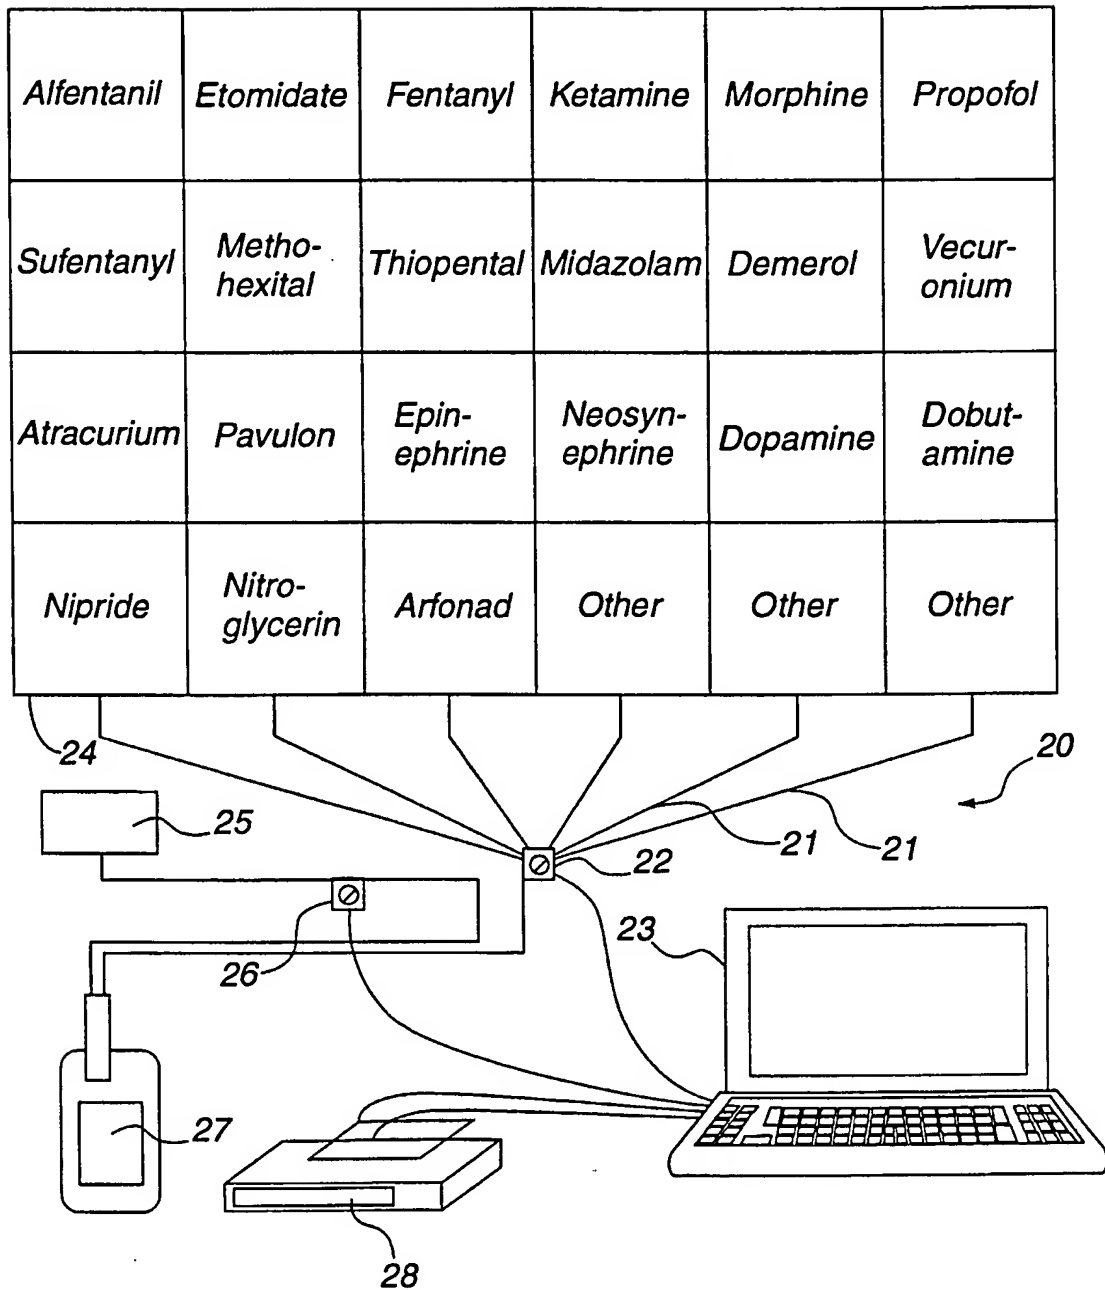 Alfentanil Etomidate Fentanyl Ketamine Morphine Propofol
Sufentanyl Metho-
hexital Thiopental Midazolam Demerol Vecur-
onium
Atracurium Pavulon Epin-
ephrine Neosyn-
ephrine Dopamine Dobut-
amine
Nipride Nitro-
glycerin Arfonad Other Other Other
24
20
25
21
21
22
23
26
27
28